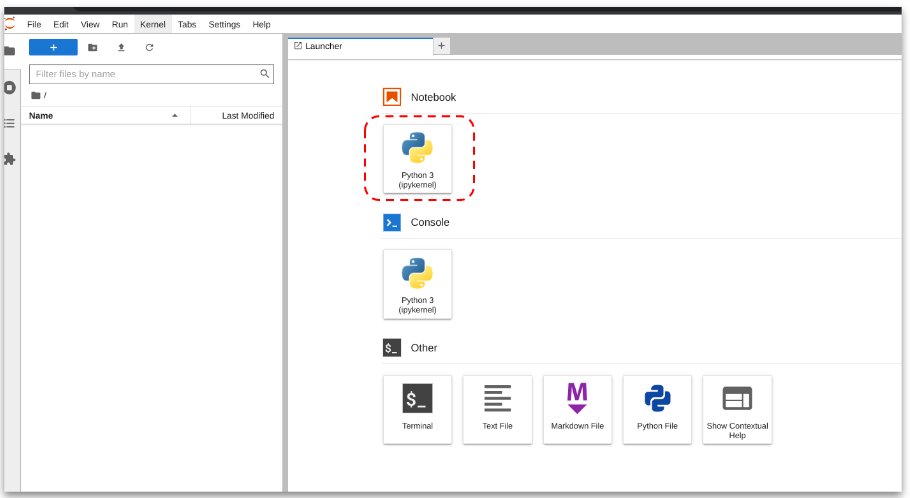 File Edit View Run Kernel Tabs Settings Help
+
Filter files by name
/
Name Last Modified
Launcher +
Notebook
Python 3
(ipykernel)
>_ Console
Python 3
(ipykernel)
$_ Other
$_
Terminal
Text File
M
Markdown File
Python File
Show Contextual
Help